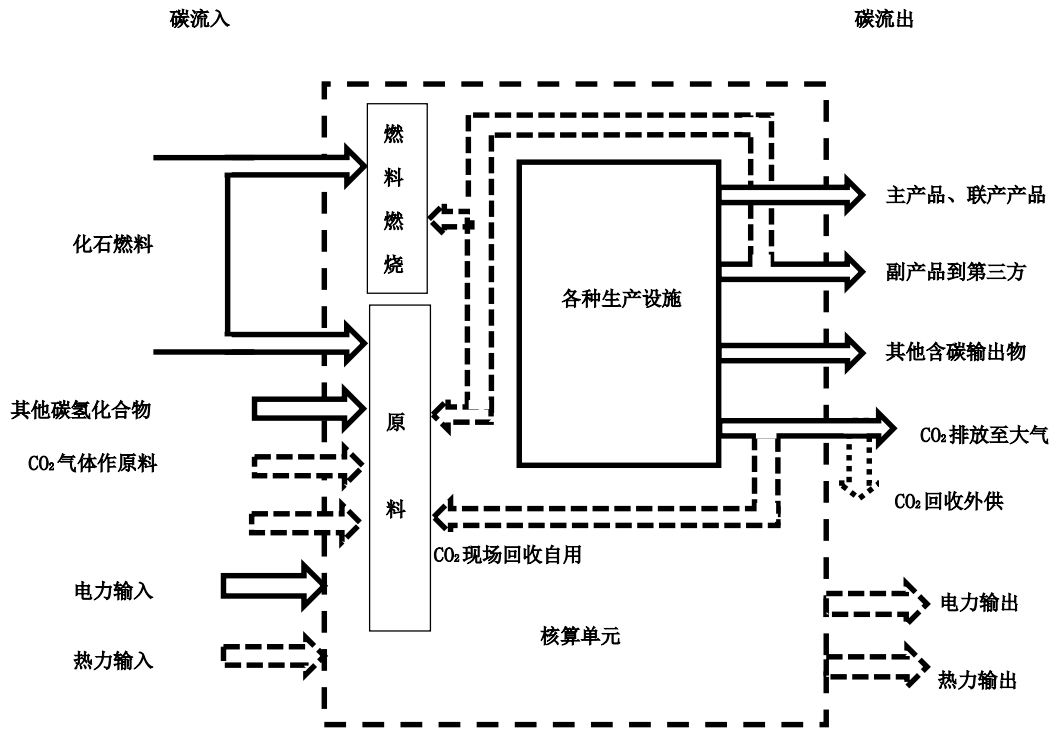 碳流入
碳流出
燃料燃烧
主产品、联产产品
化石燃料
副产品到第三方
各种生产设施
其他含碳输出物
其他碳氢化合物
原料
CO₂排放至大气
CO₂气体作原料
CO₂回收外供
CO₂现场回收自用
电力输入
电力输出
核算单元
热力输入
热力输出